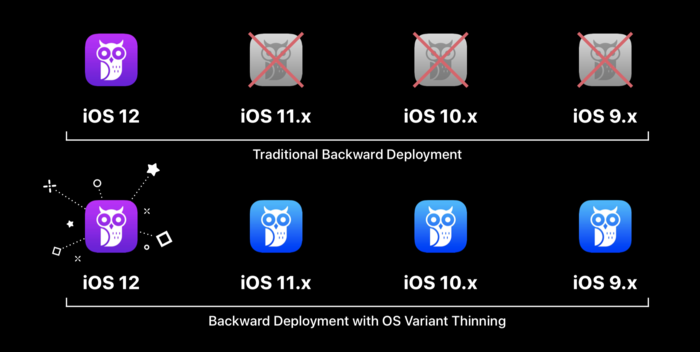 iOS 12 iOS 11.x iOS 10.x iOS 9.x
Traditional Backward Deployment
iOS 12 iOS 11.x iOS 10.x iOS 9.x
Backward Deployment with OS Variant Thinning